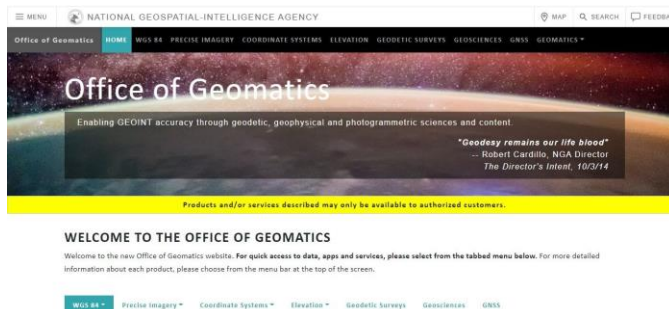 MENU NATIONAL GEOSPATIAL-INTELLIGENCE AGENCY MAP SEARCH FEEDBA
Office of Geomatics HOME WGS 84 PRECISE IMAGERY COORDINATE SYSTEMS ELEVATION GEODETIC SURVEYS GEOSCIENCES GNSS GEOMATICS
Office of Geomatics
Enabling GEOINT accuracy through geodetic, geophysical and photogrammetric sciences and content.
"Geodesy remains our life blood"
-- Robert Cardillo, NGA Director
The Director's Intent, 10/3/14
Products and/or services described may only be available to authorized customers.
WELCOME TO THE OFFICE OF GEOMATICS
Welcome to the new Office of Geomatics website. For quick access to data, apps and services, please select from the tabbed menu below. For more detailed
information about each product, please choose from the menu bar at the top of the screen.
WGS 84 Precise Imagery Coordinate Systems Elevation Geodetic Surveys Geosciences GNSS